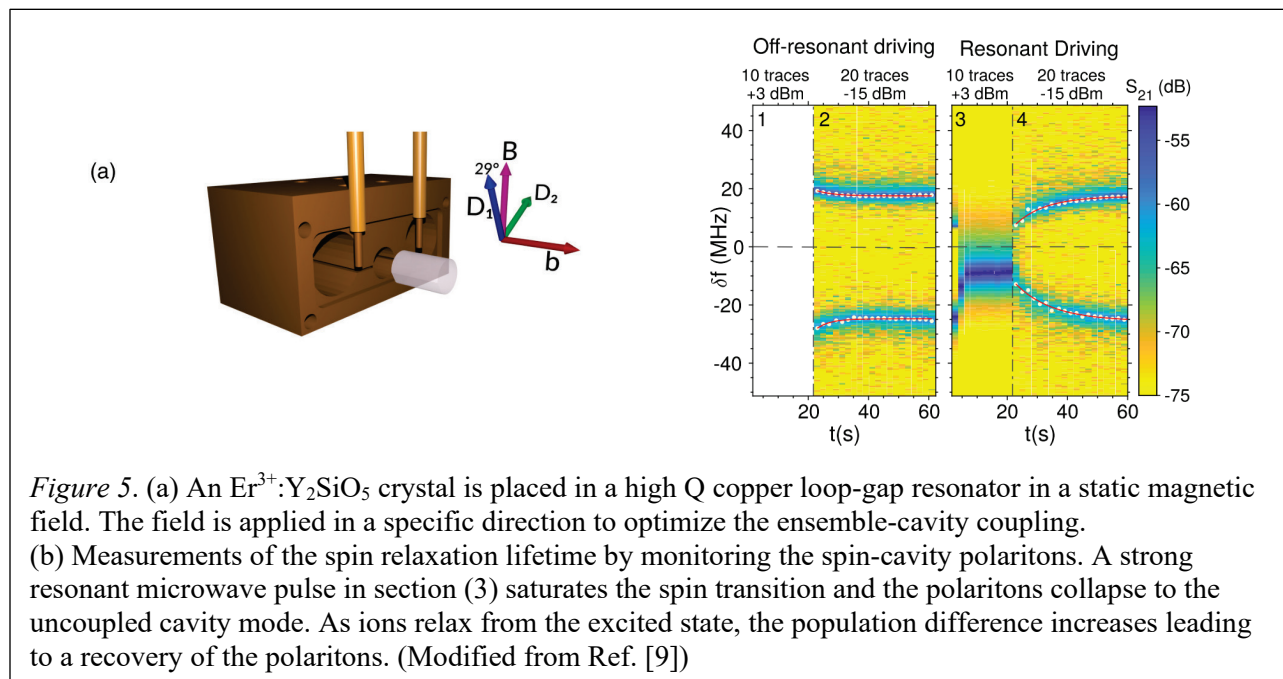 (a)
29°
B
D₁
D₂
b
Off-resonant driving
Resonant Driving
10 traces
+3 dBm
20 traces
-15 dBm
10 traces
+3 dBm
20 traces
-15 dBm
S₂₁ (dB)
1
2
3
4
40
20
0
-20
-40
δf (MHz)
20 40 60
t(s)
20 40 60
t(s)
-55
-60
-65
-70
-75
Figure 5. (a) An Er³⁺:Y₂SiO₅ crystal is placed in a high Q copper loop-gap resonator in a static magnetic
field. The field is applied in a specific direction to optimize the ensemble-cavity coupling.
(b) Measurements of the spin relaxation lifetime by monitoring the spin-cavity polaritons. A strong
resonant microwave pulse in section (3) saturates the spin transition and the polaritons collapse to the
uncoupled cavity mode. As ions relax from the excited state, the population difference increases leading
to a recovery of the polaritons. (Modified from Ref. [9])